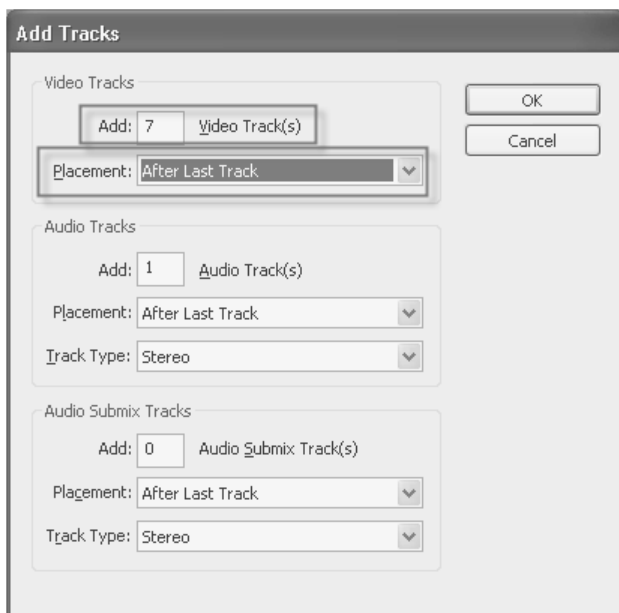 Add Tracks
Video Tracks
Add: 7 Video Track(s)
Placement: After Last Track
OK
Cancel
Audio Tracks
Add: 1 Audio Track(s)
Placement: After Last Track
Track Type: Stereo
Audio Submix Tracks
Add: 0 Audio Submix Track(s)
Placement: After Last Track
Track Type: Stereo